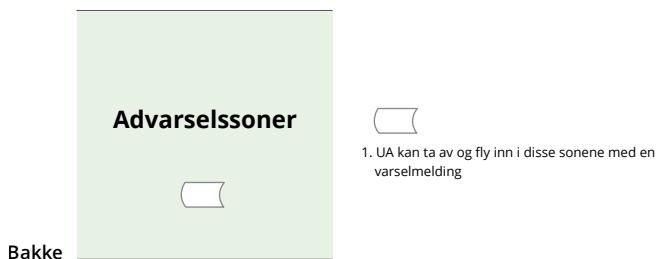 Advarselssoner
1. UA kan ta av og fly inn i disse sonene med en
varselmelding
Bakke